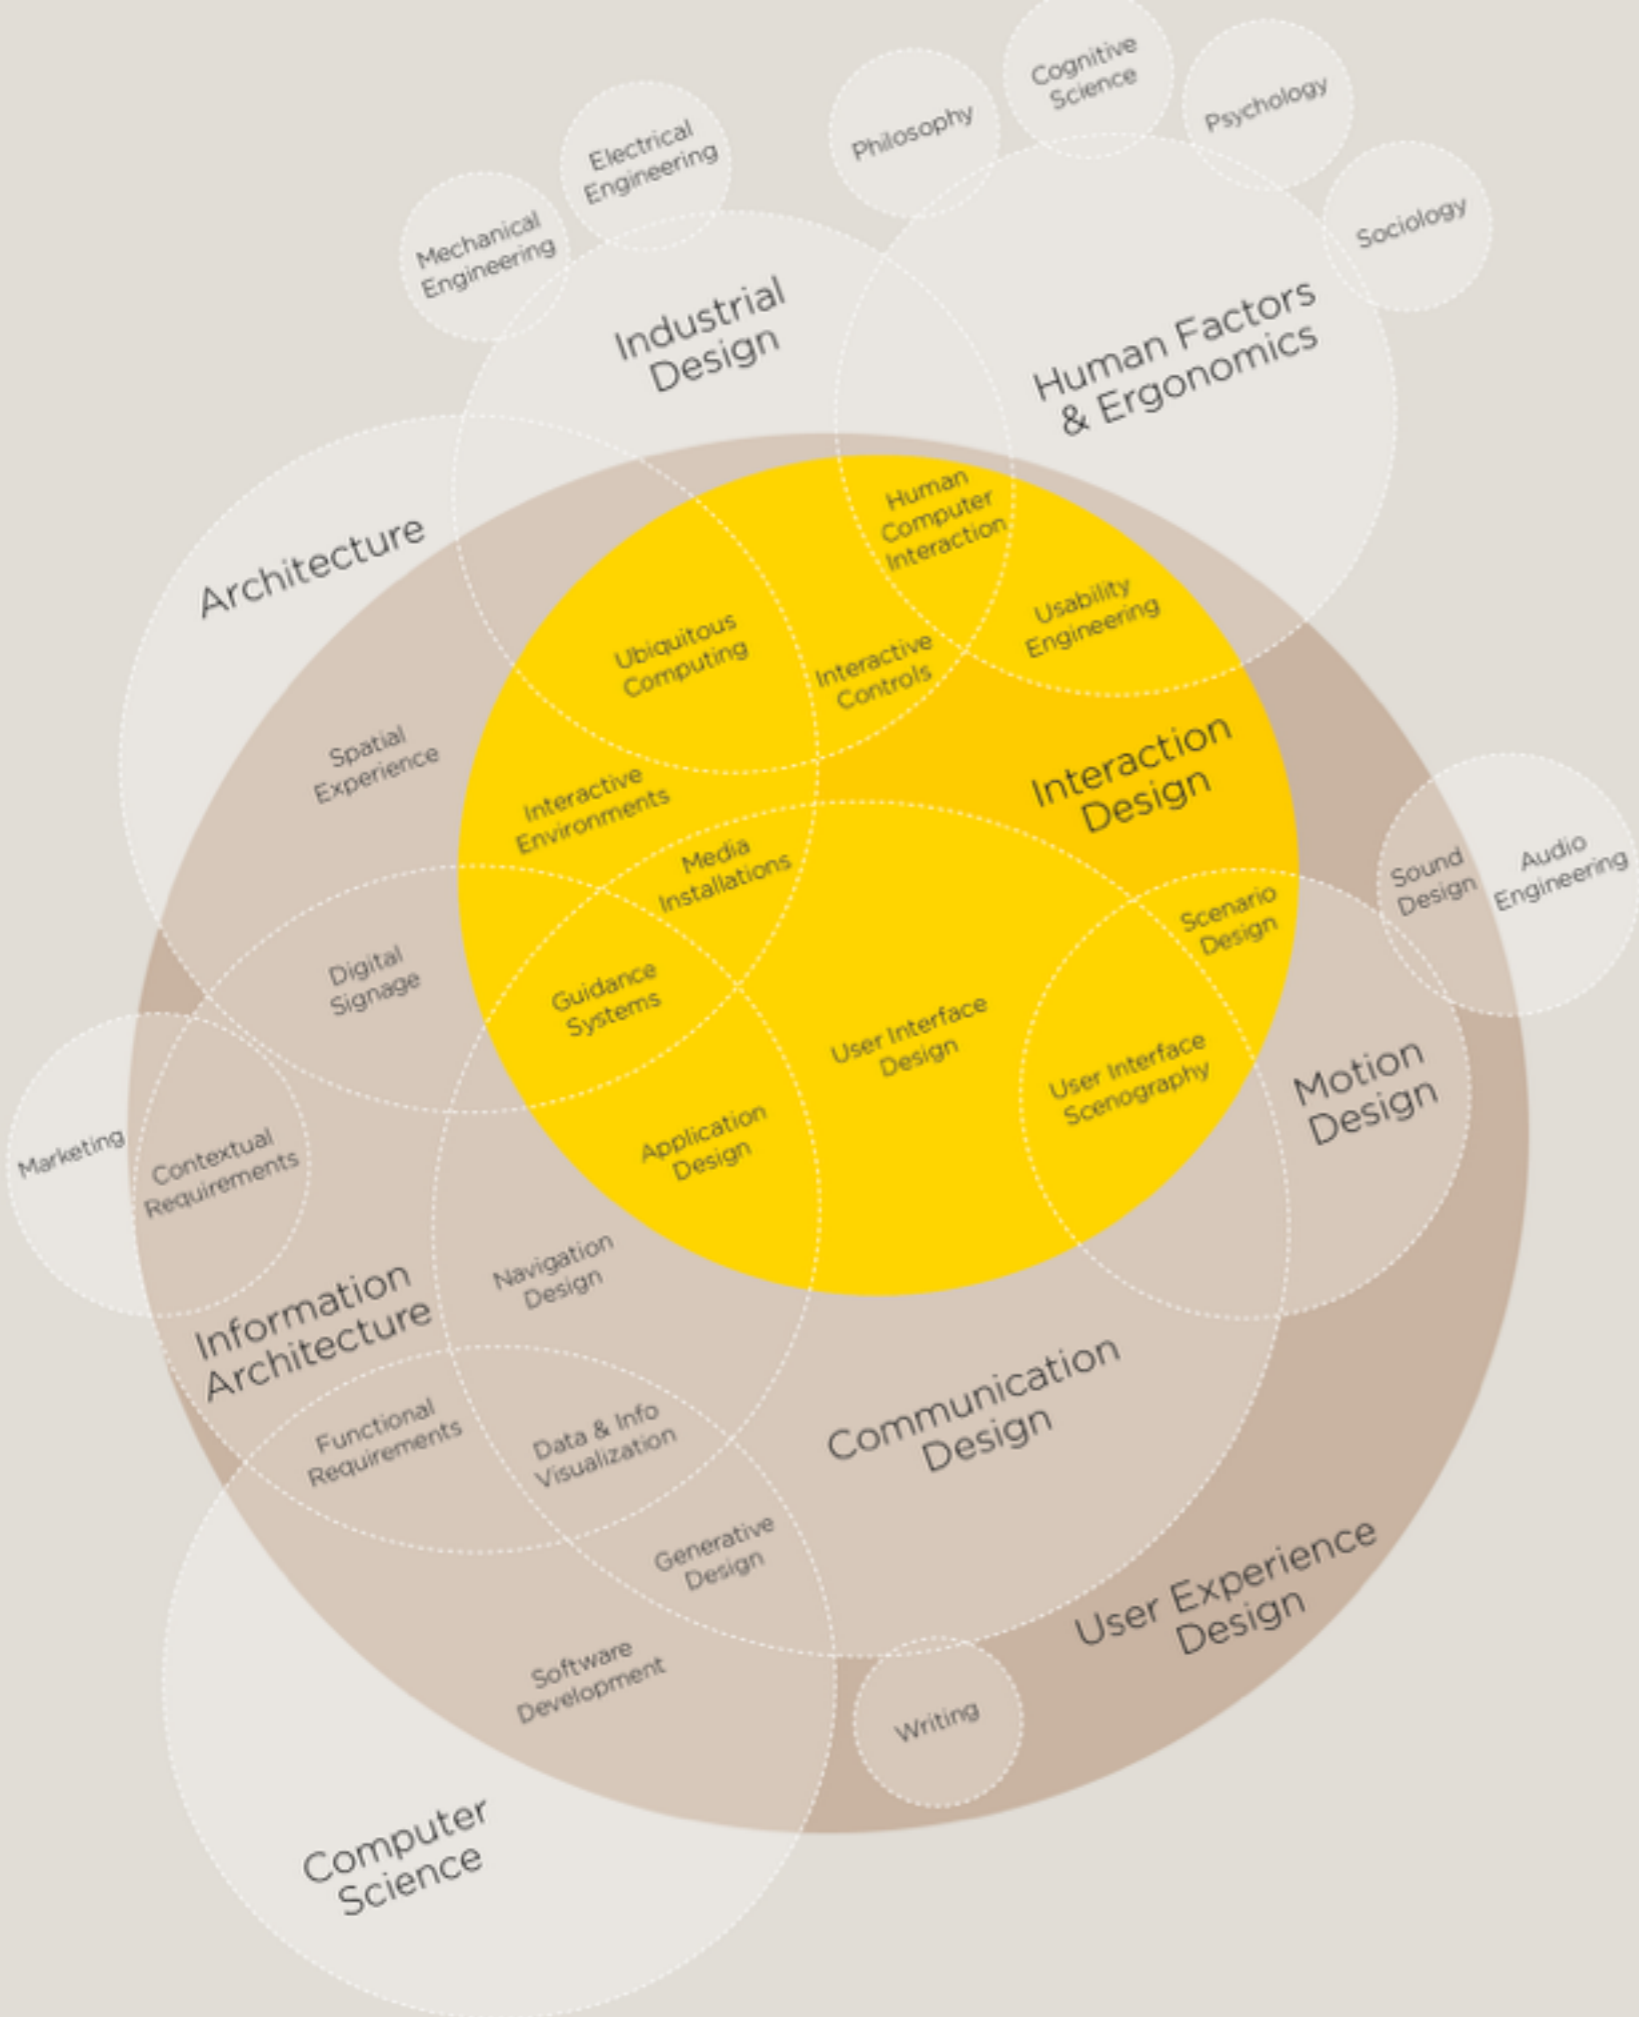 Cognitive
Science
Psychology
Philosophy
Electrical
Engineering
Sociology
Mechanical
Engineering
Industrial
Design
Human Factors
& Ergonomics
Architecture
Human
Computer
Interaction
Usability
Engineering
Ubiquitous
Computing
Interactive
Controls
Spatial
Experience
Interaction
Design
Interactive
Environments
Media
Installations
Sound
Design
Audio
Engineering
Scenario
Design
Digital
Signage
Guidance
Systems
User Interface
Design
User Interface
Scenography
Motion
Design
Marketing
Contextual
Requirements
Application
Design
Navigation
Design
Information
Architecture
Communication
Design
Functional
Requirements
Data & Info
Visualization
Generative
Design
User Experience
Design
Software
Development
Writing
Computer
Science